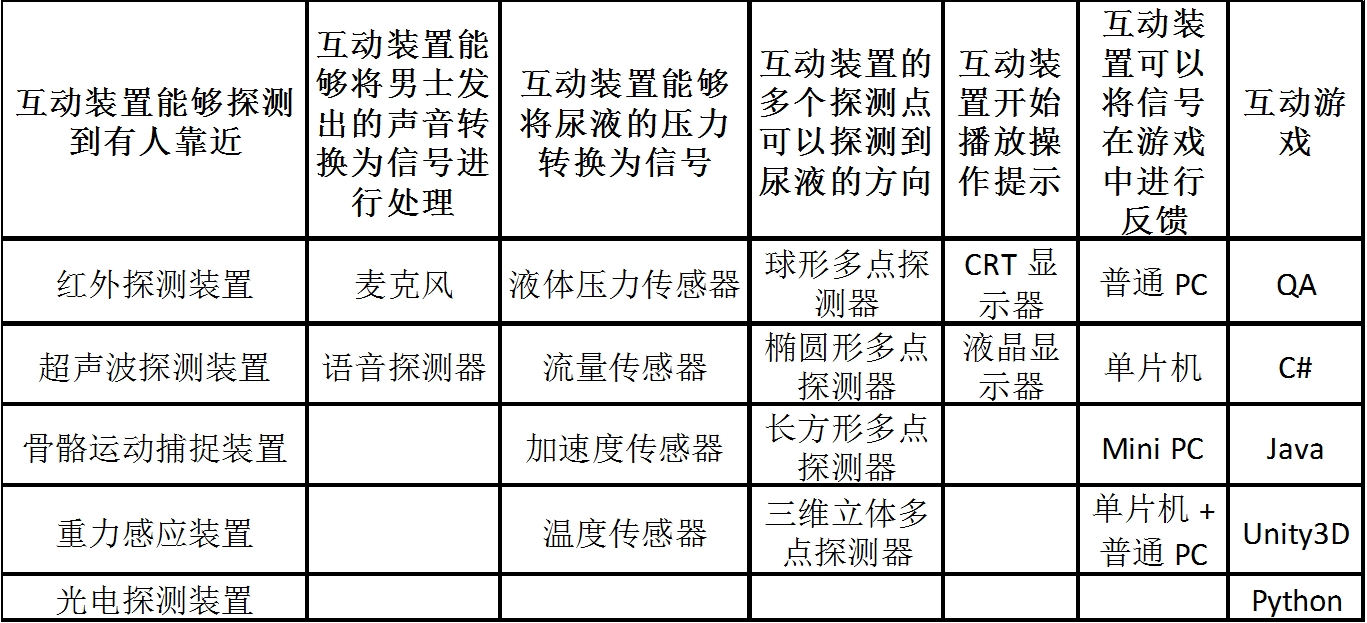 互动装置能够探测
到有人靠近
互动装置能
够将男士发
出的声音转
换为信号进
行处理
互动装置能够
将尿液的压力
转换为信号
互动装置的
多个探测点
可以探测到
尿液的方向
互动装
置开始
播放操
作提示
互动装
置可以
将信号
在游戏
中进行
反馈
互动游
戏
红外探测装置
麦克风
液体压力传感器
球形多点探
测器
CRT 显
示器
普通 PC
QA
超声波探测装置
语音探测器
流量传感器
椭圆形多点
探测器
液晶显
示器
单片机
C#
骨骼运动捕捉装置
加速度传感器
长方形多点
探测器
Mini PC
Java
重力感应装置
温度传感器
三维立体多
点探测器
单片机 +
普通 PC
Unity3D
光电探测装置
Python